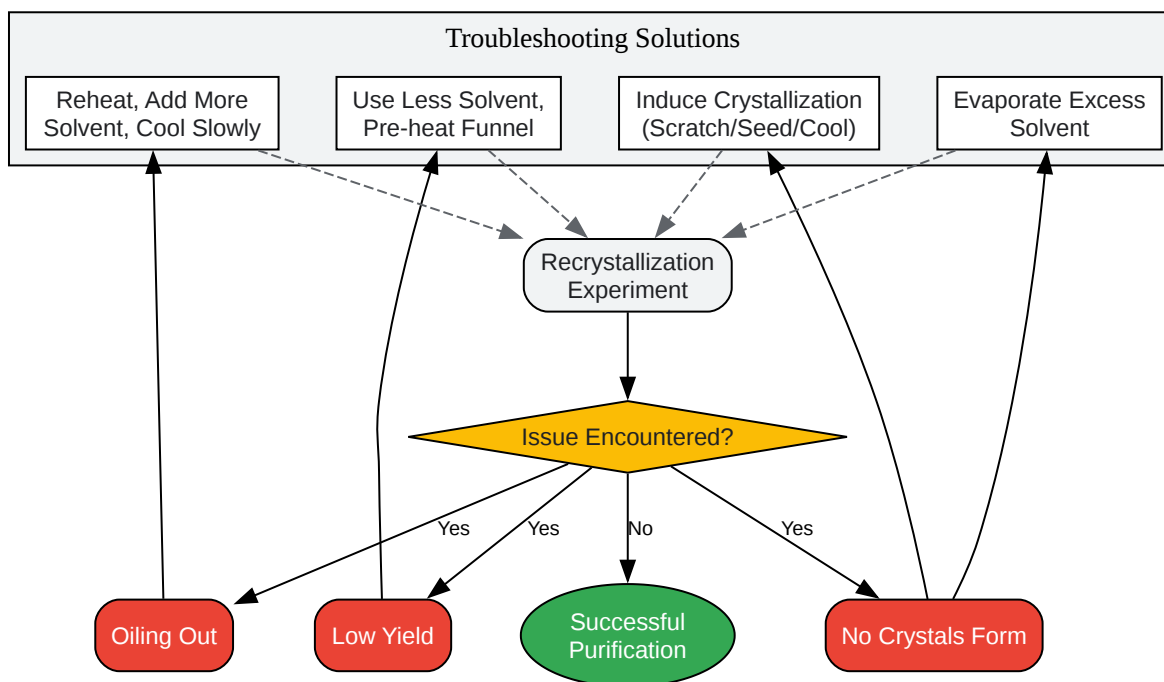 Troubleshooting Solutions
Reheat, Add More
Solvent, Cool Slowly
Use Less Solvent,
Pre-heat Funnel
Induce Crystallization
(Scratch/Seed/Cool)
Evaporate Excess
Solvent
Recrystallization
Experiment
Issue Encountered?
Yes
Yes
No
Yes
Oiling Out
Low Yield
Successful
Purification
No Crystals Form